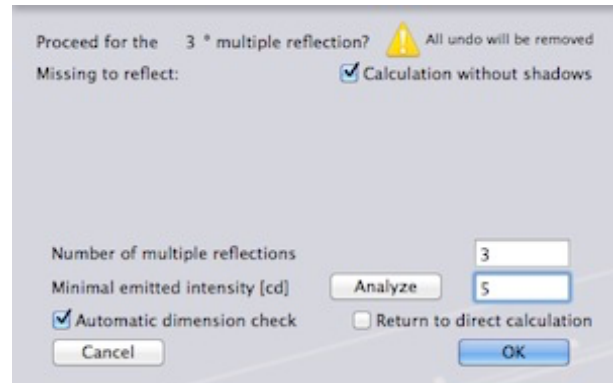 Proceed for the 3 ° multiple reflection? All undo will be removed
Missing to reflect: Calculation without shadows
Number of multiple reflections 3
Minimal emitted intensity [cd] Analyze 5
Automatic dimension check Return to direct calculation
Cancel OK